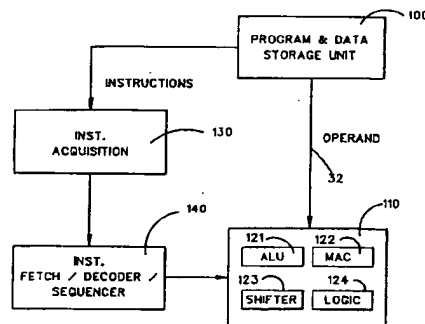 100
PROGRAM & DATA
STORAGE UNIT
INSTRUCTIONS
INST.
ACQUISITION
130
OPERAND
32
140
110
INST.
FETCH / DECODER /
SEQUENCER
121
ALU
122
MAC
123
SHIFTER
124
LOGIC